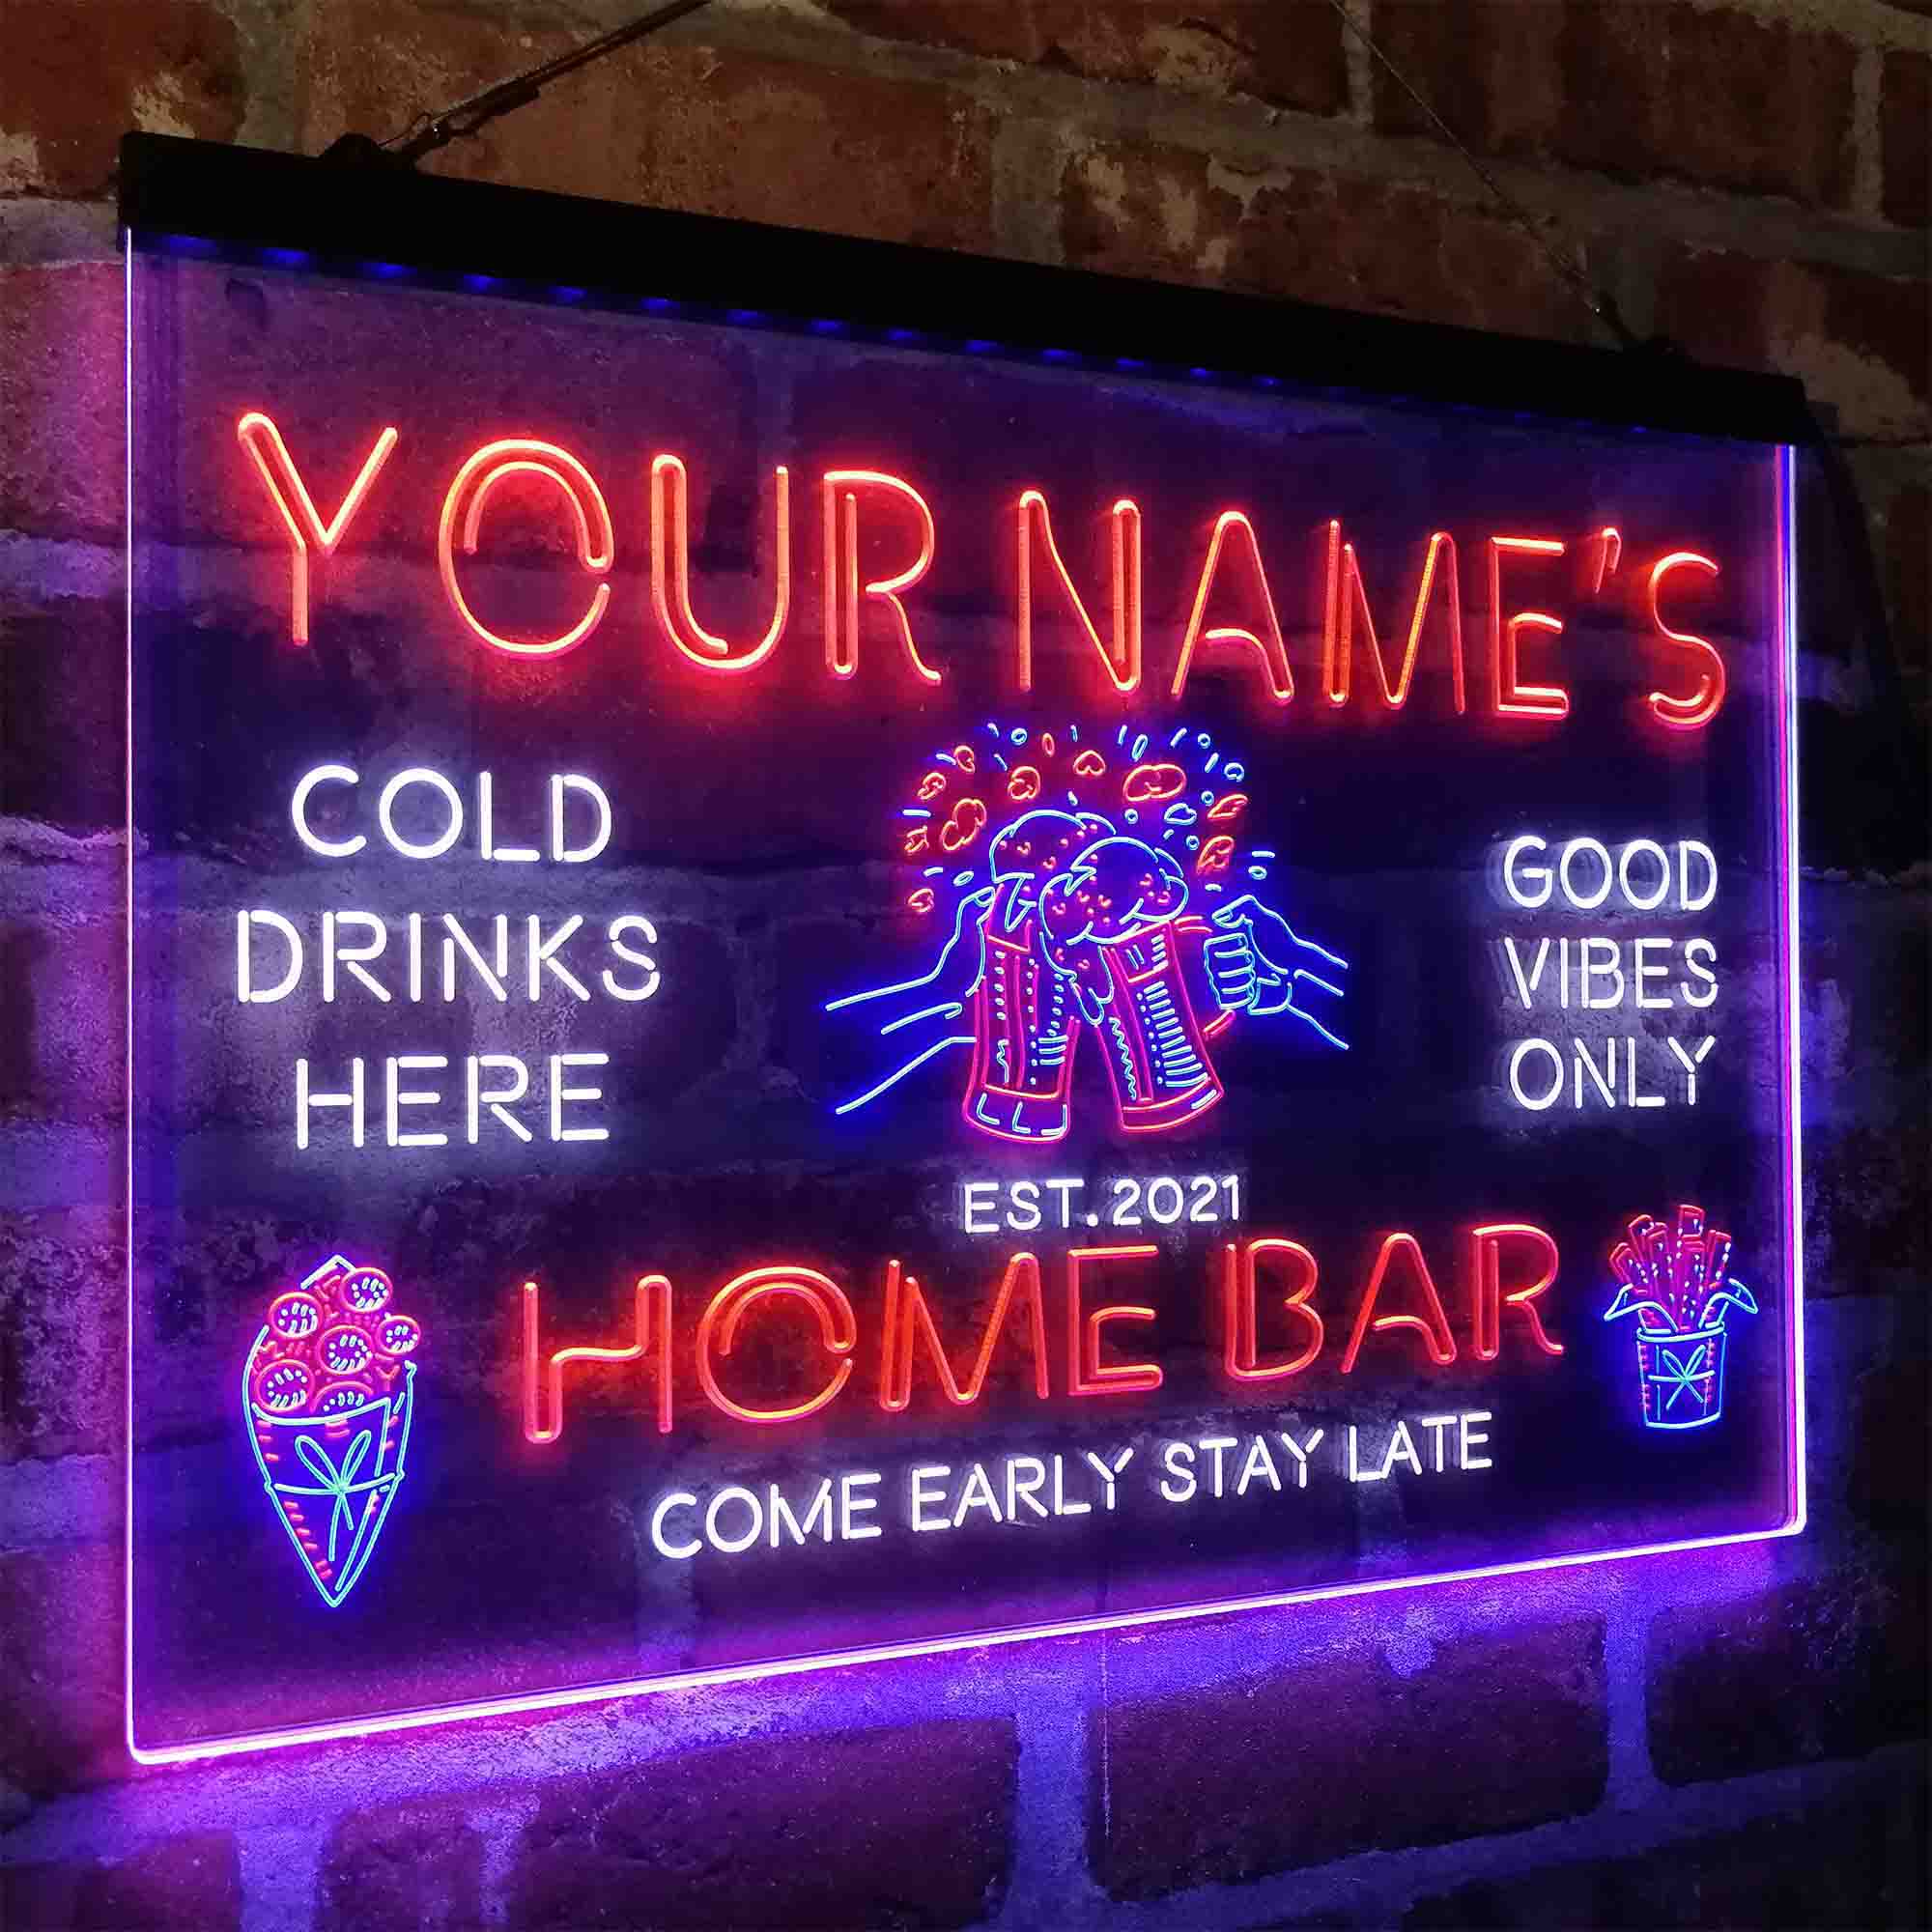 YOUR NAME'S
COLD
DRINKS
HERE
GOOD
VIBES
ONLY
EST.2021
HOME BAR
COME EARLY STAY LATE